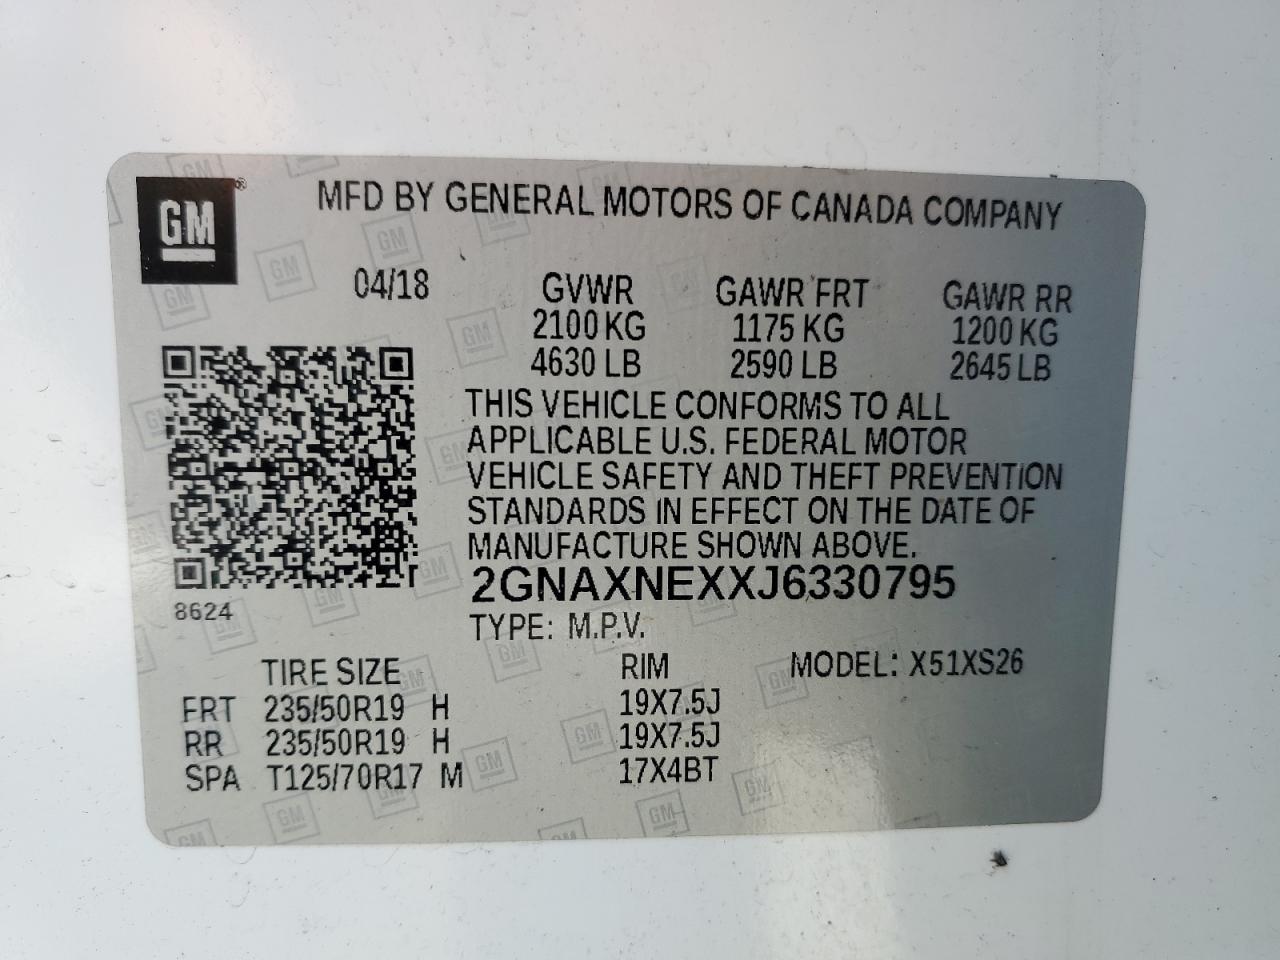 GM ®
MFD BY GENERAL MOTORS OF CANADA COMPANY
04/18 GVWR GAWR FRT GAWR RR
2100 KG 1175 KG 1200 KG
4630 LB 2590 LB 2645 LB
THIS VEHICLE CONFORMS TO ALL
APPLICABLE U.S. FEDERAL MOTOR
VEHICLE SAFETY AND THEFT PREVENTION
STANDARDS IN EFFECT ON THE DATE OF
MANUFACTURE SHOWN ABOVE.
2GNAXNEXXJ6330795
8624
TYPE: M.P.V.
TIRE SIZE RIM MODEL: X51XS26
FRT 235/50R19 H 19X7.5J
RR 235/50R19 H 19X7.5J
SPA T125/70R17 M 17X4BT